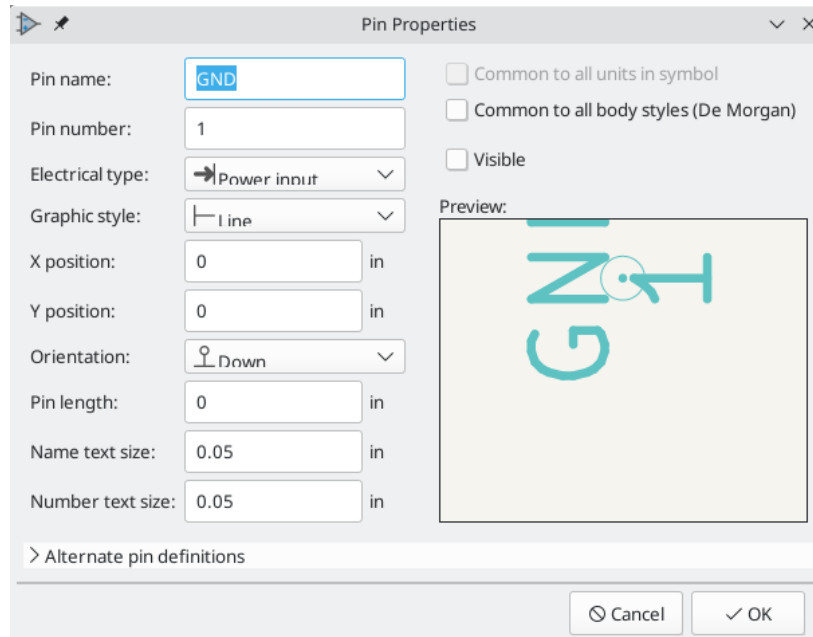 Pin Properties
Pin name:
GND
Common to all units in symbol
Common to all body styles (De Morgan)
Pin number:
1
Visible
Electrical type:
Power input
Graphic style:
Line
Preview:
X position:
0
in
Y position:
0
in
Orientation:
Down
Pin length:
0
in
Name text size:
0.05
in
Number text size:
0.05
in
GN
1
Alternate pin definitions
Cancel
OK